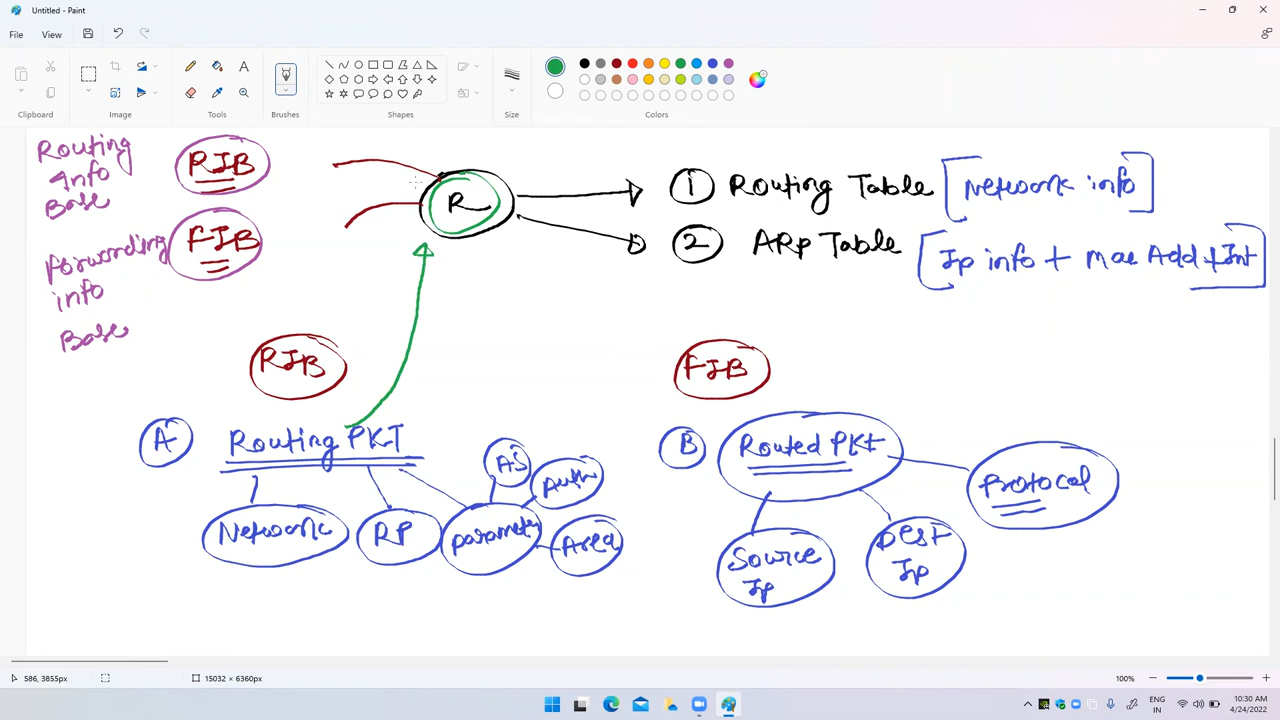 Untitled - Paint
File
View
Clipboard
Image
Tools
Brushes
Shapes
Size
Colors
Routing
Info
Base
RIB
Forwarding
info
Base
FIB
R
1 Routing Table [Network info]
2 ARP Table [Ip info + Mac Add + Int]
RIB
FIB
A Routing PKT
Network
RP
parameter
AS
Auth
Area
B Routed PKt
Source
Ip
Dest
Ip
Protocal
586, 3855px
15032 × 6360px
100%
ENG
IN
10:30 AM
4/24/2022